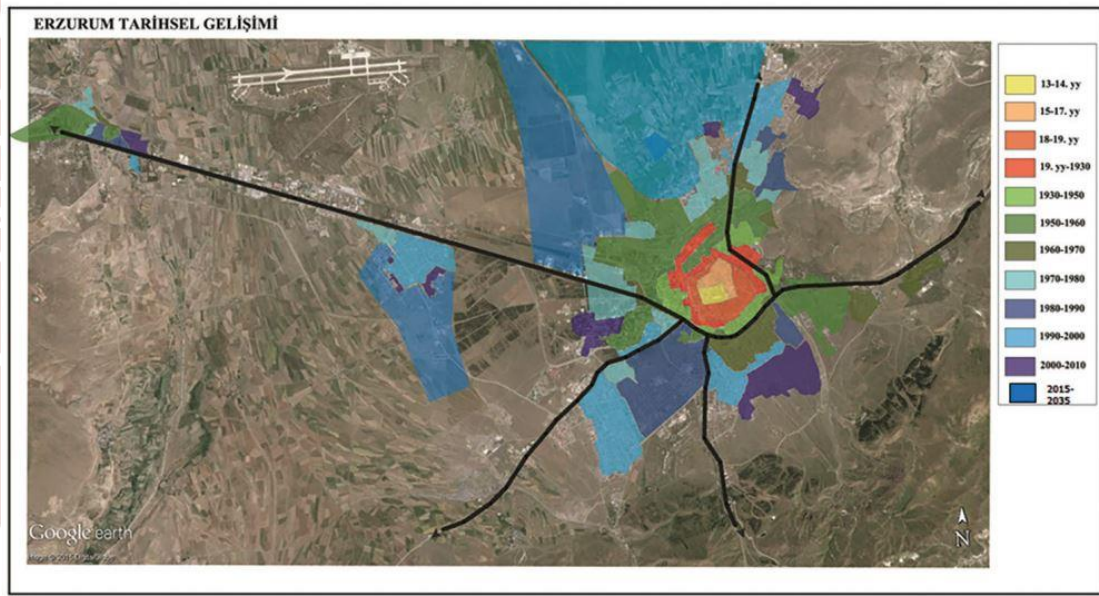 ERZURUM TARİHSEL GELİŞİMİ
13-14. yy
15-17. yy
18-19. yy
19. yy-1930
1930-1950
1950-1960
1960-1970
1970-1980
1980-1990
1990-2000
2000-2010
2015-
2035
Google earth
N